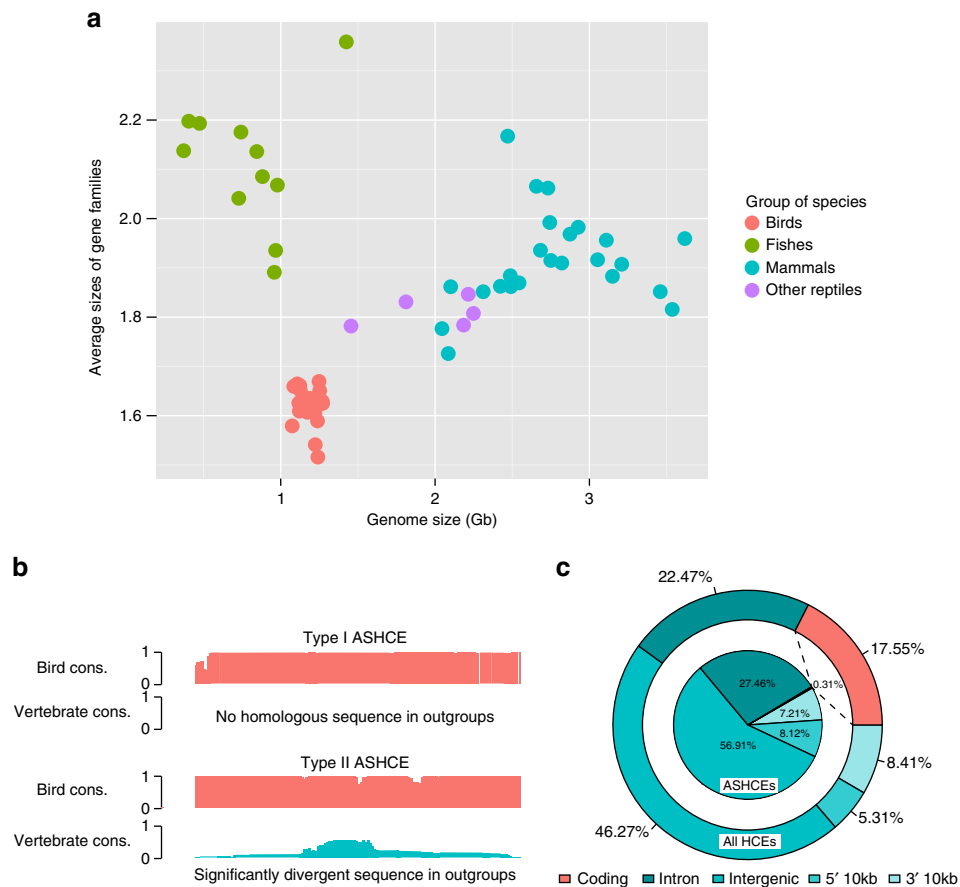 a
2.2
2.0
1.8
1.6
Average sizes of gene families
1
2
3
Genome size (Gb)
Group of species
Birds
Fishes
Mammals
Other reptiles
b
Type I ASHCE
Bird cons.
1
0
Vertebrate cons.
1
0
No homologous sequence in outgroups
Type II ASHCE
Bird cons.
1
0
Vertebrate cons.
1
0
Significantly divergent sequence in outgroups
c
22.47%
17.55%
27.46%
0.31%
7.21%
8.12%
56.91%
8.41%
5.31%
46.27%
ASHCEs
All HCEs
Coding
Intron
Intergenic
5′ 10kb
3′ 10kb